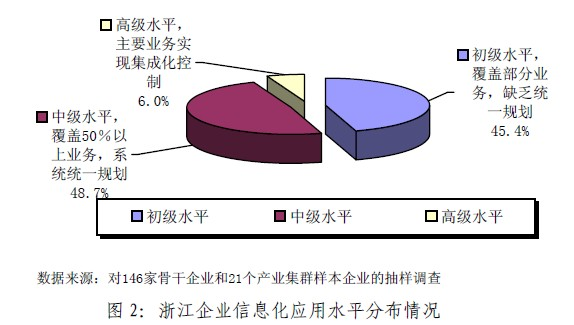 高级水平，
主要业务实
现集成化控
制
6.0%
初级水平，
覆盖部分业
务，缺乏统
一规划
45.4%
中级水平，
覆盖50%以
上业务，系
统统一规划
48.7%
初级水平
中级水平
高级水平
数据来源：对146家骨干企业和21个产业集群样本企业的抽样调查
图 2：浙江企业信息化应用水平分布情况